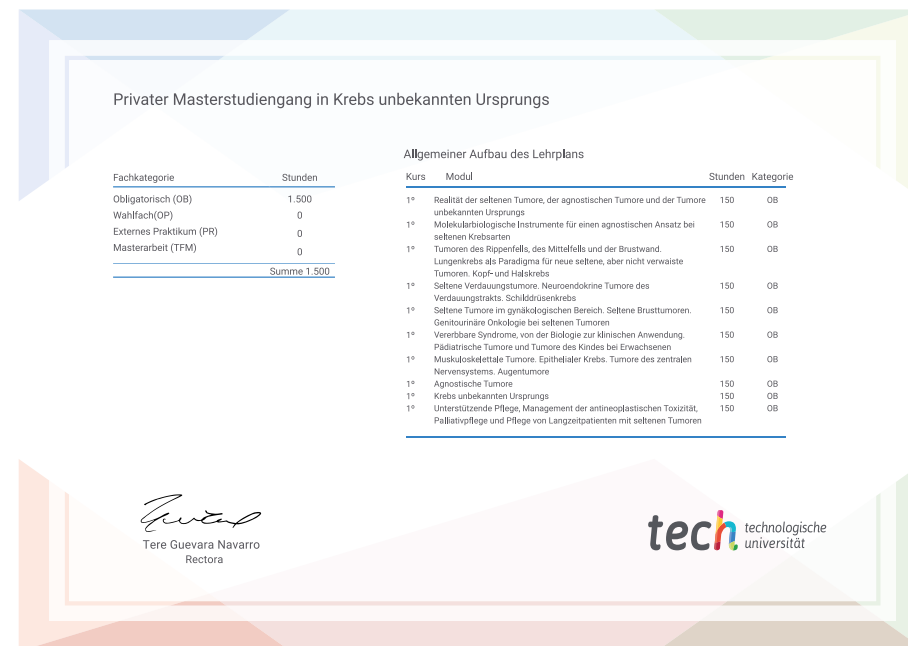 Privater Masterstudiengang in Krebs unbekannten Ursprungs
Fachkategorie Stunden
Obligatorisch (OB) 1.500
Wahlfach(OP) 0
Externes Praktikum (PR) 0
Masterarbeit (TFM) 0
Summe 1.500
Allgemeiner Aufbau des Lehrplans
Kurs Modul Stunden Kategorie
1º Realität der seltenen Tumore, der agnostischen Tumore und der Tumore 150 OB
unbekannten Ursprungs
1º Molekularbiologische Instrumente für einen agnostischen Ansatz bei 150 OB
seltenen Krebsarten
1º Tumoren des Rippenfells, des Mittelfells und der Brustwand. 150 OB
Lungenkrebs als Paradigma für neue seltene, aber nicht verwaiste
Tumoren. Kopf- und Halskrebs
1º Seltene Verdauungstumore. Neuroendokrine Tumore des 150 OB
Verdauungstrakts. Schilddrüsenkrebs
1º Seltene Tumore im gynäkologischen Bereich. Seltene Brusttumoren. 150 OB
Genitourinäre Onkologie bei seltenen Tumoren
1º Vererbbare Syndrome, von der Biologie zur klinischen Anwendung. 150 OB
Pädiatrische Tumore und Tumore des Kindes bei Erwachsenen
1º Muskuloskelettale Tumore. Epithelialer Krebs. Tumore des zentralen 150 OB
Nervensystems. Augentumore
1º Agnostische Tumore 150 OB
1º Krebs unbekannten Ursprungs 150 OB
1º Unterstützende Pflege, Management der antineoplastischen Toxizität, 150 OB
Palliativpflege und Pflege von Langzeitpatienten mit seltenen Tumoren
Tere Guevara Navarro
Rectora
tech technologische
universität